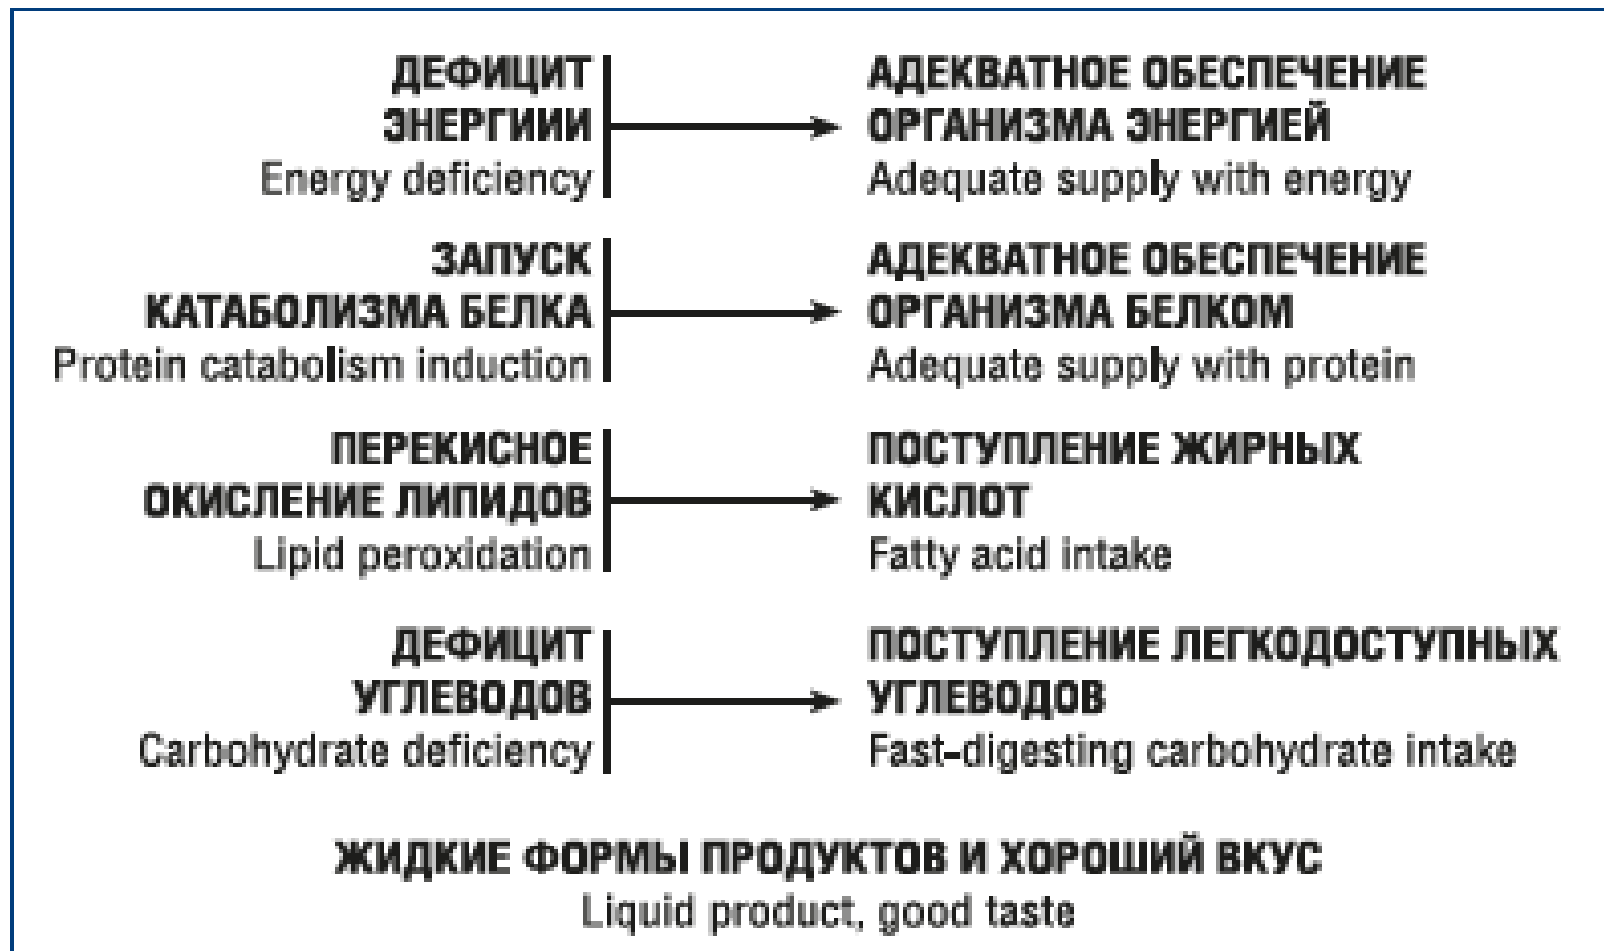 ДЕФИЦИТ
ЭНЕРГИИИ
Energy deficiency
АДЕКВАТНОЕ ОБЕСПЕЧЕНИЕ
ОРГАНИЗМА ЭНЕРГИЕЙ
Adequate supply with energy
ЗАПУСК
КАТАБОЛИЗМА БЕЛКА
Protein catabolism induction
АДЕКВАТНОЕ ОБЕСПЕЧЕНИЕ
ОРГАНИЗМА БЕЛКОМ
Adequate supply with protein
ПЕРЕКИСНОЕ
ОКИСЛЕНИЕ ЛИПИДОВ
Lipid peroxidation
ПОСТУПЛЕНИЕ ЖИРНЫХ
КИСЛОТ
Fatty acid intake
ДЕФИЦИТ
УГЛЕВОДОВ
Carbohydrate deficiency
ПОСТУПЛЕНИЕ ЛЕГКОДОСТУПНЫХ
УГЛЕВОДОВ
Fast-digesting carbohydrate intake
ЖИДКИЕ ФОРМЫ ПРОДУКТОВ И ХОРОШИЙ ВКУС
Liquid product, good taste